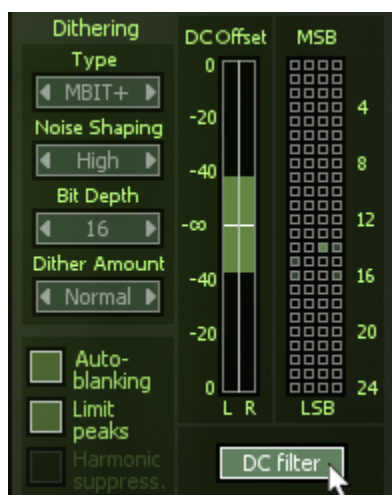 Dithering
Type
MBIT+
Noise Shaping
High
Bit Depth
16
Dither Amount
Normal
Auto-
blanking
Limit
peaks
Harmonic
suppress.
DC Offset
0
-20
-40
-∞
-40
-20
0
L R
MSB
4
8
12
16
20
24
LSB
DC filter